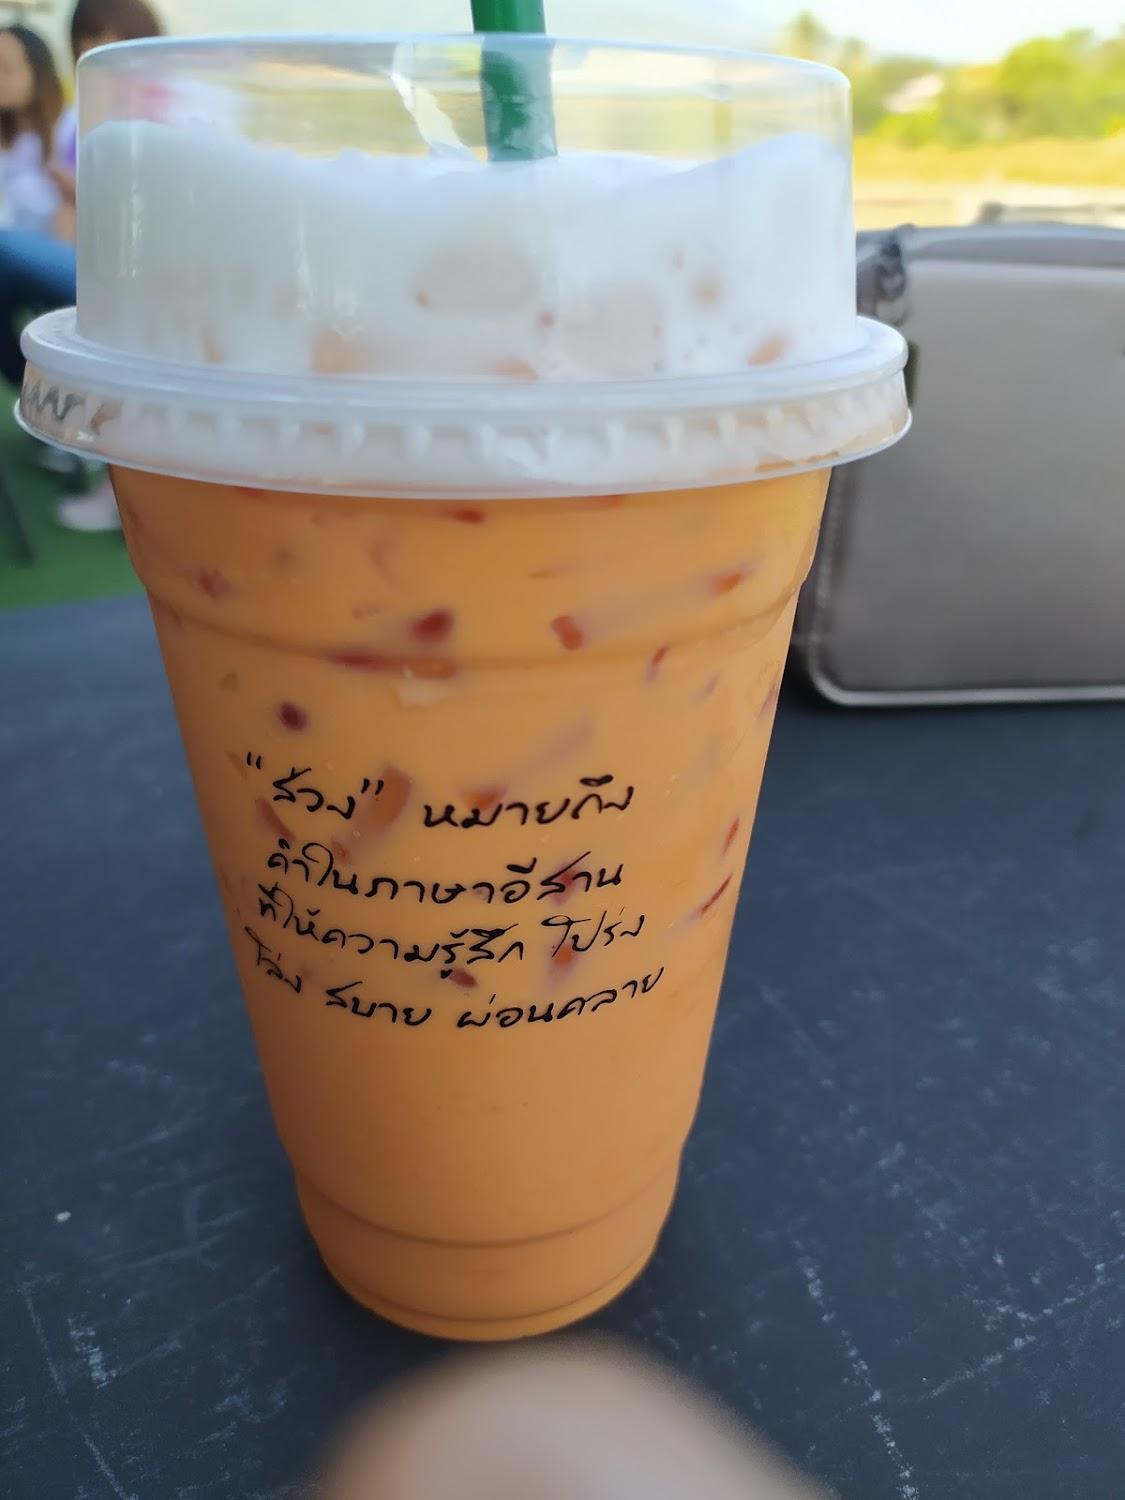 "ส่วง" หมายถึง
คำในภาษาอีสาน
ที่ให้ความรู้สึก โปร่ง
โล่ง สบาย ผ่อนคลาย